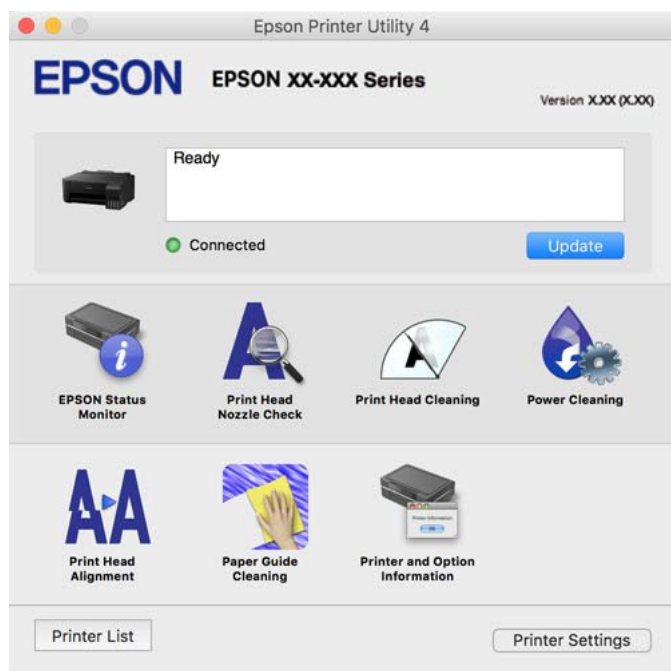 Epson Printer Utility 4
EPSON
EPSON XX-XXX Series
Version X.XX (X.XX)
Ready
Connected
Update
EPSON Status
Monitor
Print Head
Nozzle Check
Print Head Cleaning
Power Cleaning
Print Head
Alignment
Paper Guide
Cleaning
Printer and Option
Information
Printer List
Printer Settings